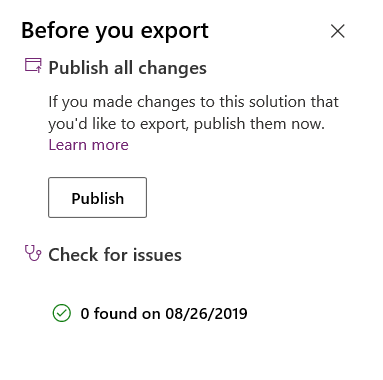 Before you export
Publish all changes
If you made changes to this solution that
you'd like to export, publish them now.
Learn more
Publish
Check for issues
0 found on 08/26/2019